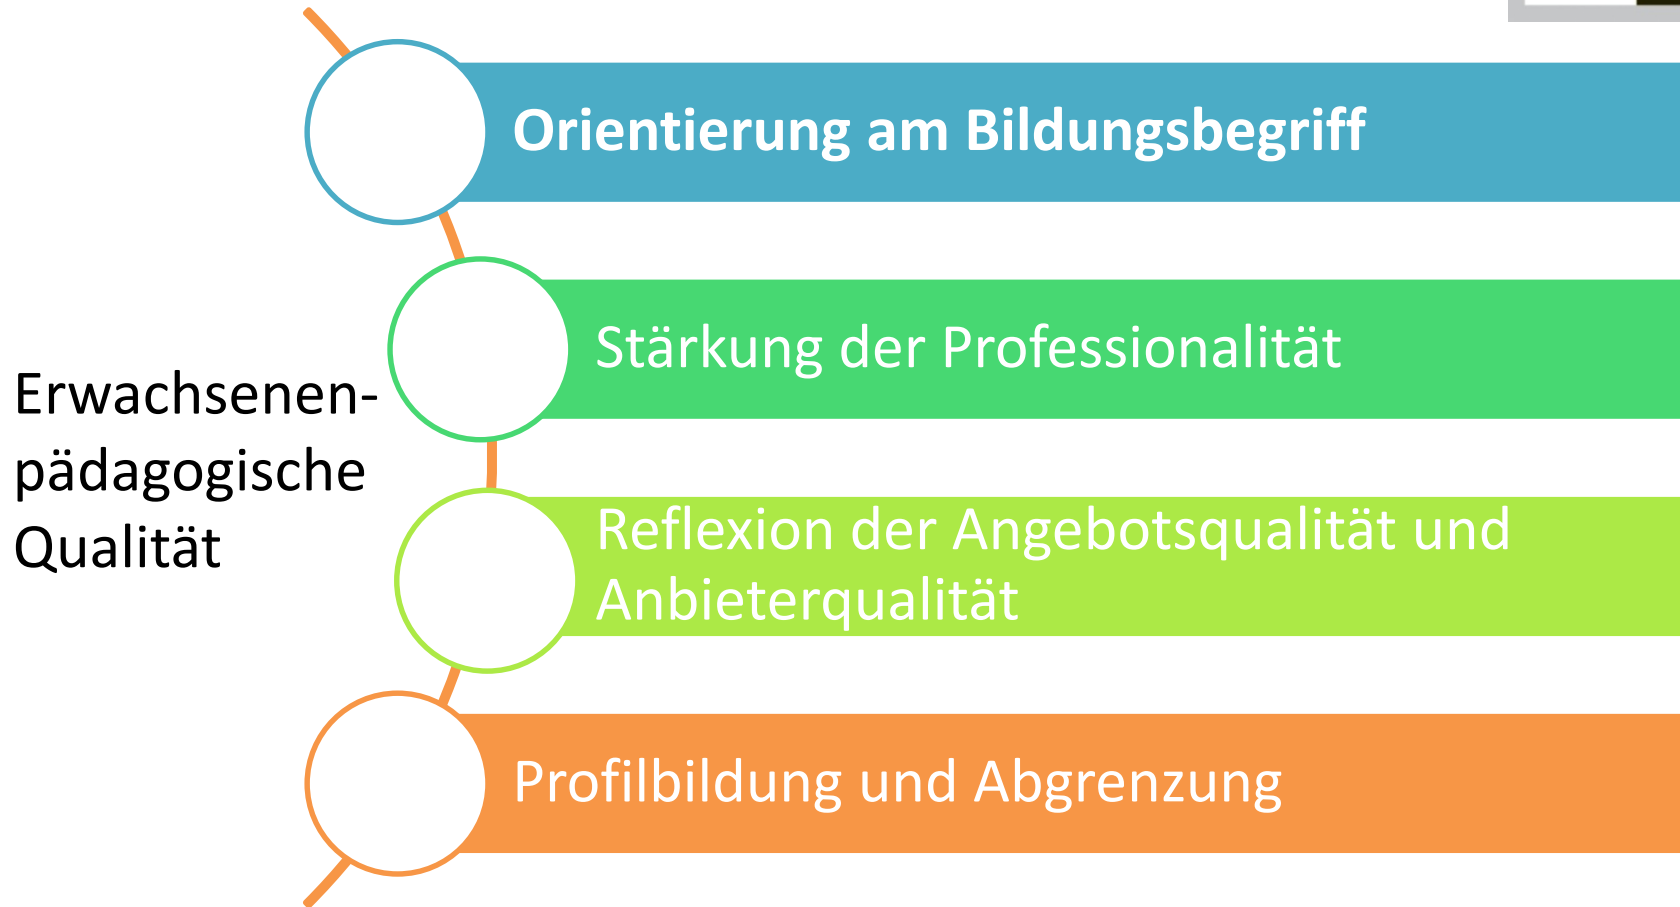 Orientierung am Bildungsbegriff
Stärkung der Professionalität
Erwachsenen-
pädagogische
Qualität
Reflexion der Angebotsqualität und
Anbieterqualität
Profilbildung und Abgrenzung